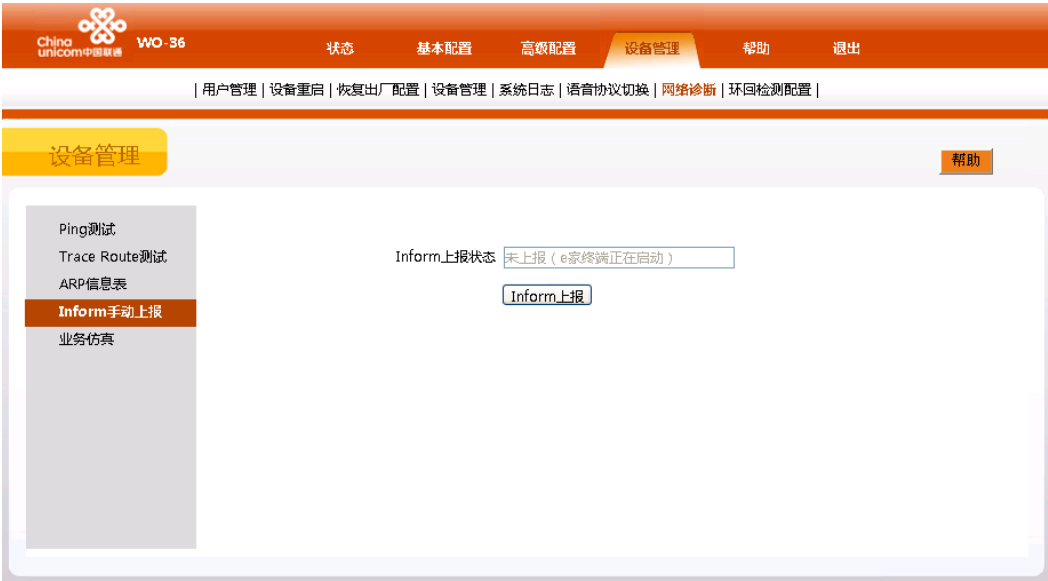 China
unicom中国联通
WO-36
状态 基本配置 高级配置 设备管理 帮助 退出
| 用户管理 | 设备重启 | 恢复出厂配置 | 设备管理 | 系统日志 | 语音协议切换 | 网络诊断 | 环回检测配置 |
设备管理
帮助
Ping测试
Trace Route测试
ARP信息表
Inform手动上报
业务仿真
Inform上报状态 未上报（e家终端正在启动）
Inform上报